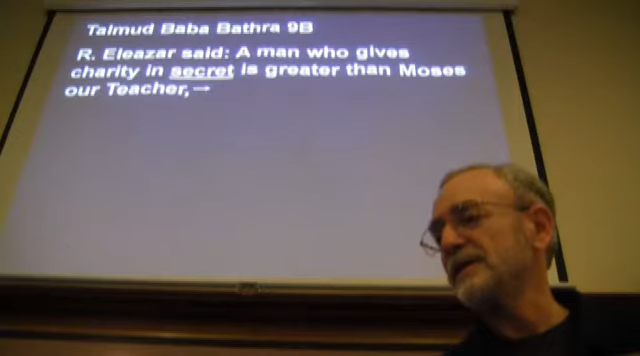 Talmud Baba Bathra 9B
R. Eleazar said: A man who gives
charity in secret is greater than Moses
our Teacher,→